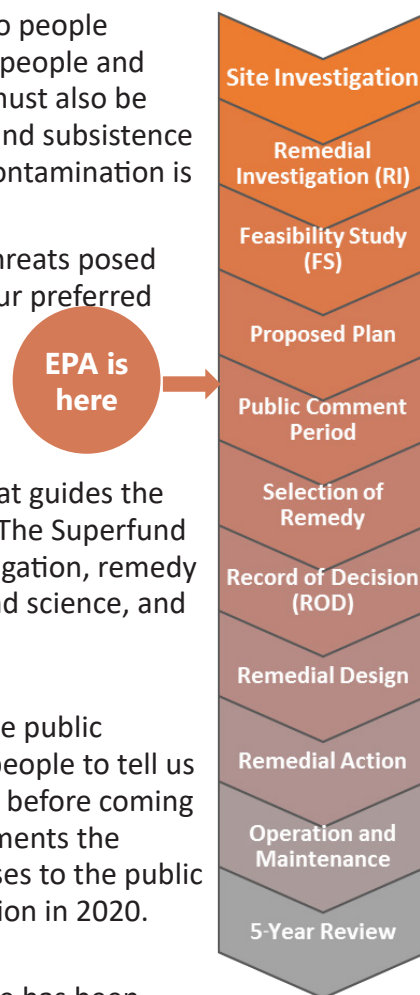 o people
people and
must also be
nd subsistence
ontamination is
hreats posed
ur preferred
EPA is
here
at guides the
The Superfund
igation, remedy
nd science, and
e public
people to tell us
before coming
ments the
ses to the public
ion in 2020.
e has been
Site Investigation
Remedial
Investigation (RI)
Feasibility Study
(FS)
Proposed Plan
Public Comment
Period
Selection of
Remedy
Record of Decision
(ROD)
Remedial Design
Remedial Action
Operation and
Maintenance
5-Year Review